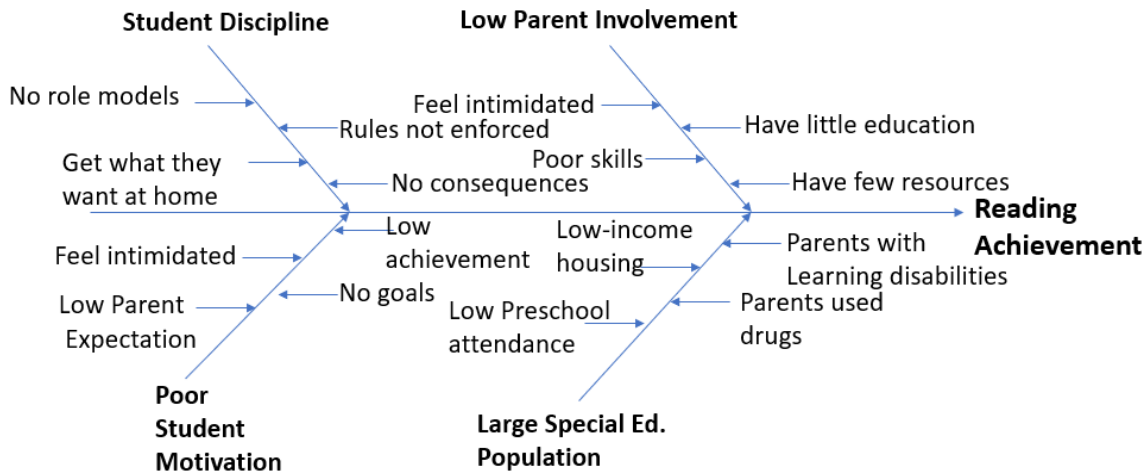 Student Discipline
Low Parent Involvement
No role models
Rules not enforced
Get what they
want at home
No consequences
Feel intimidated
Have little education
Poor skills
Have few resources
Reading
Achievement
Low
achievement
Feel intimidated
No goals
Low Parent
Expectation
Low-income
housing
Parents with
Learning disabilities
Low Preschool
attendance
Parents used
drugs
Poor
Student
Motivation
Large Special Ed.
Population